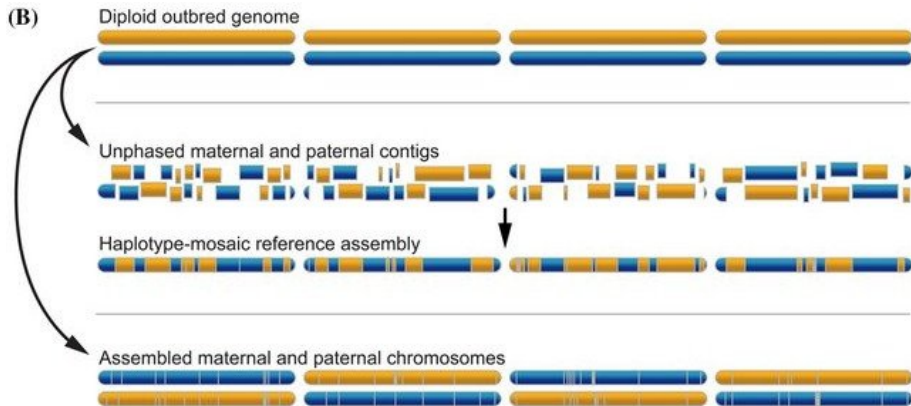 (B)
Diploid outbred genome
Unphased maternal and paternal contigs
Haplotype-mosaic reference assembly
Assembled maternal and paternal chromosomes